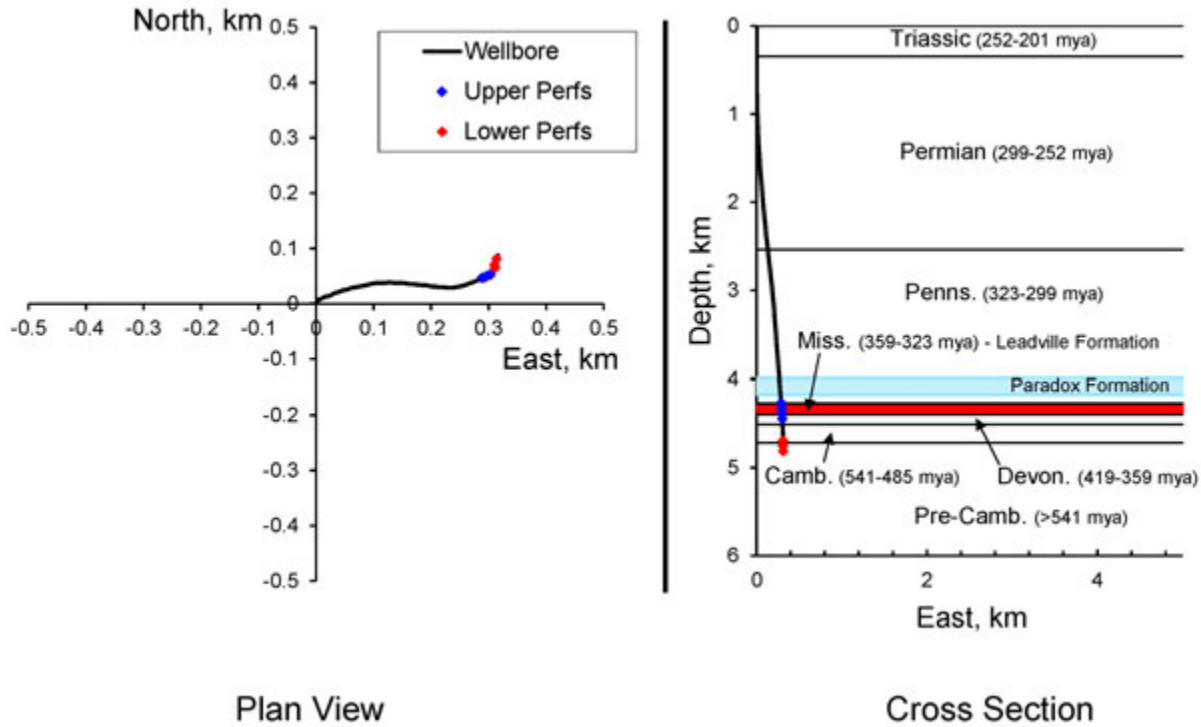 North, km
0.5
0.4
0.3
0.2
0.1
0
-0.1
-0.2
-0.3
-0.4
-0.5
-0.5 -0.4 -0.3 -0.2 -0.1 0 0.1 0.2 0.3 0.4 0.5
East, km
Wellbore
Upper Perfs
Lower Perfs
Plan View
Depth, km
0
1
2
3
4
5
6
Triassic (252-201 mya)
Permian (299-252 mya)
Penns. (323-299 mya)
Miss. (359-323 mya) - Leadville Formation
Paradox Formation
Camb. (541-485 mya) Devon. (419-359 mya)
Pre-Camb. (>541 mya)
0 2 4
East, km
Cross Section